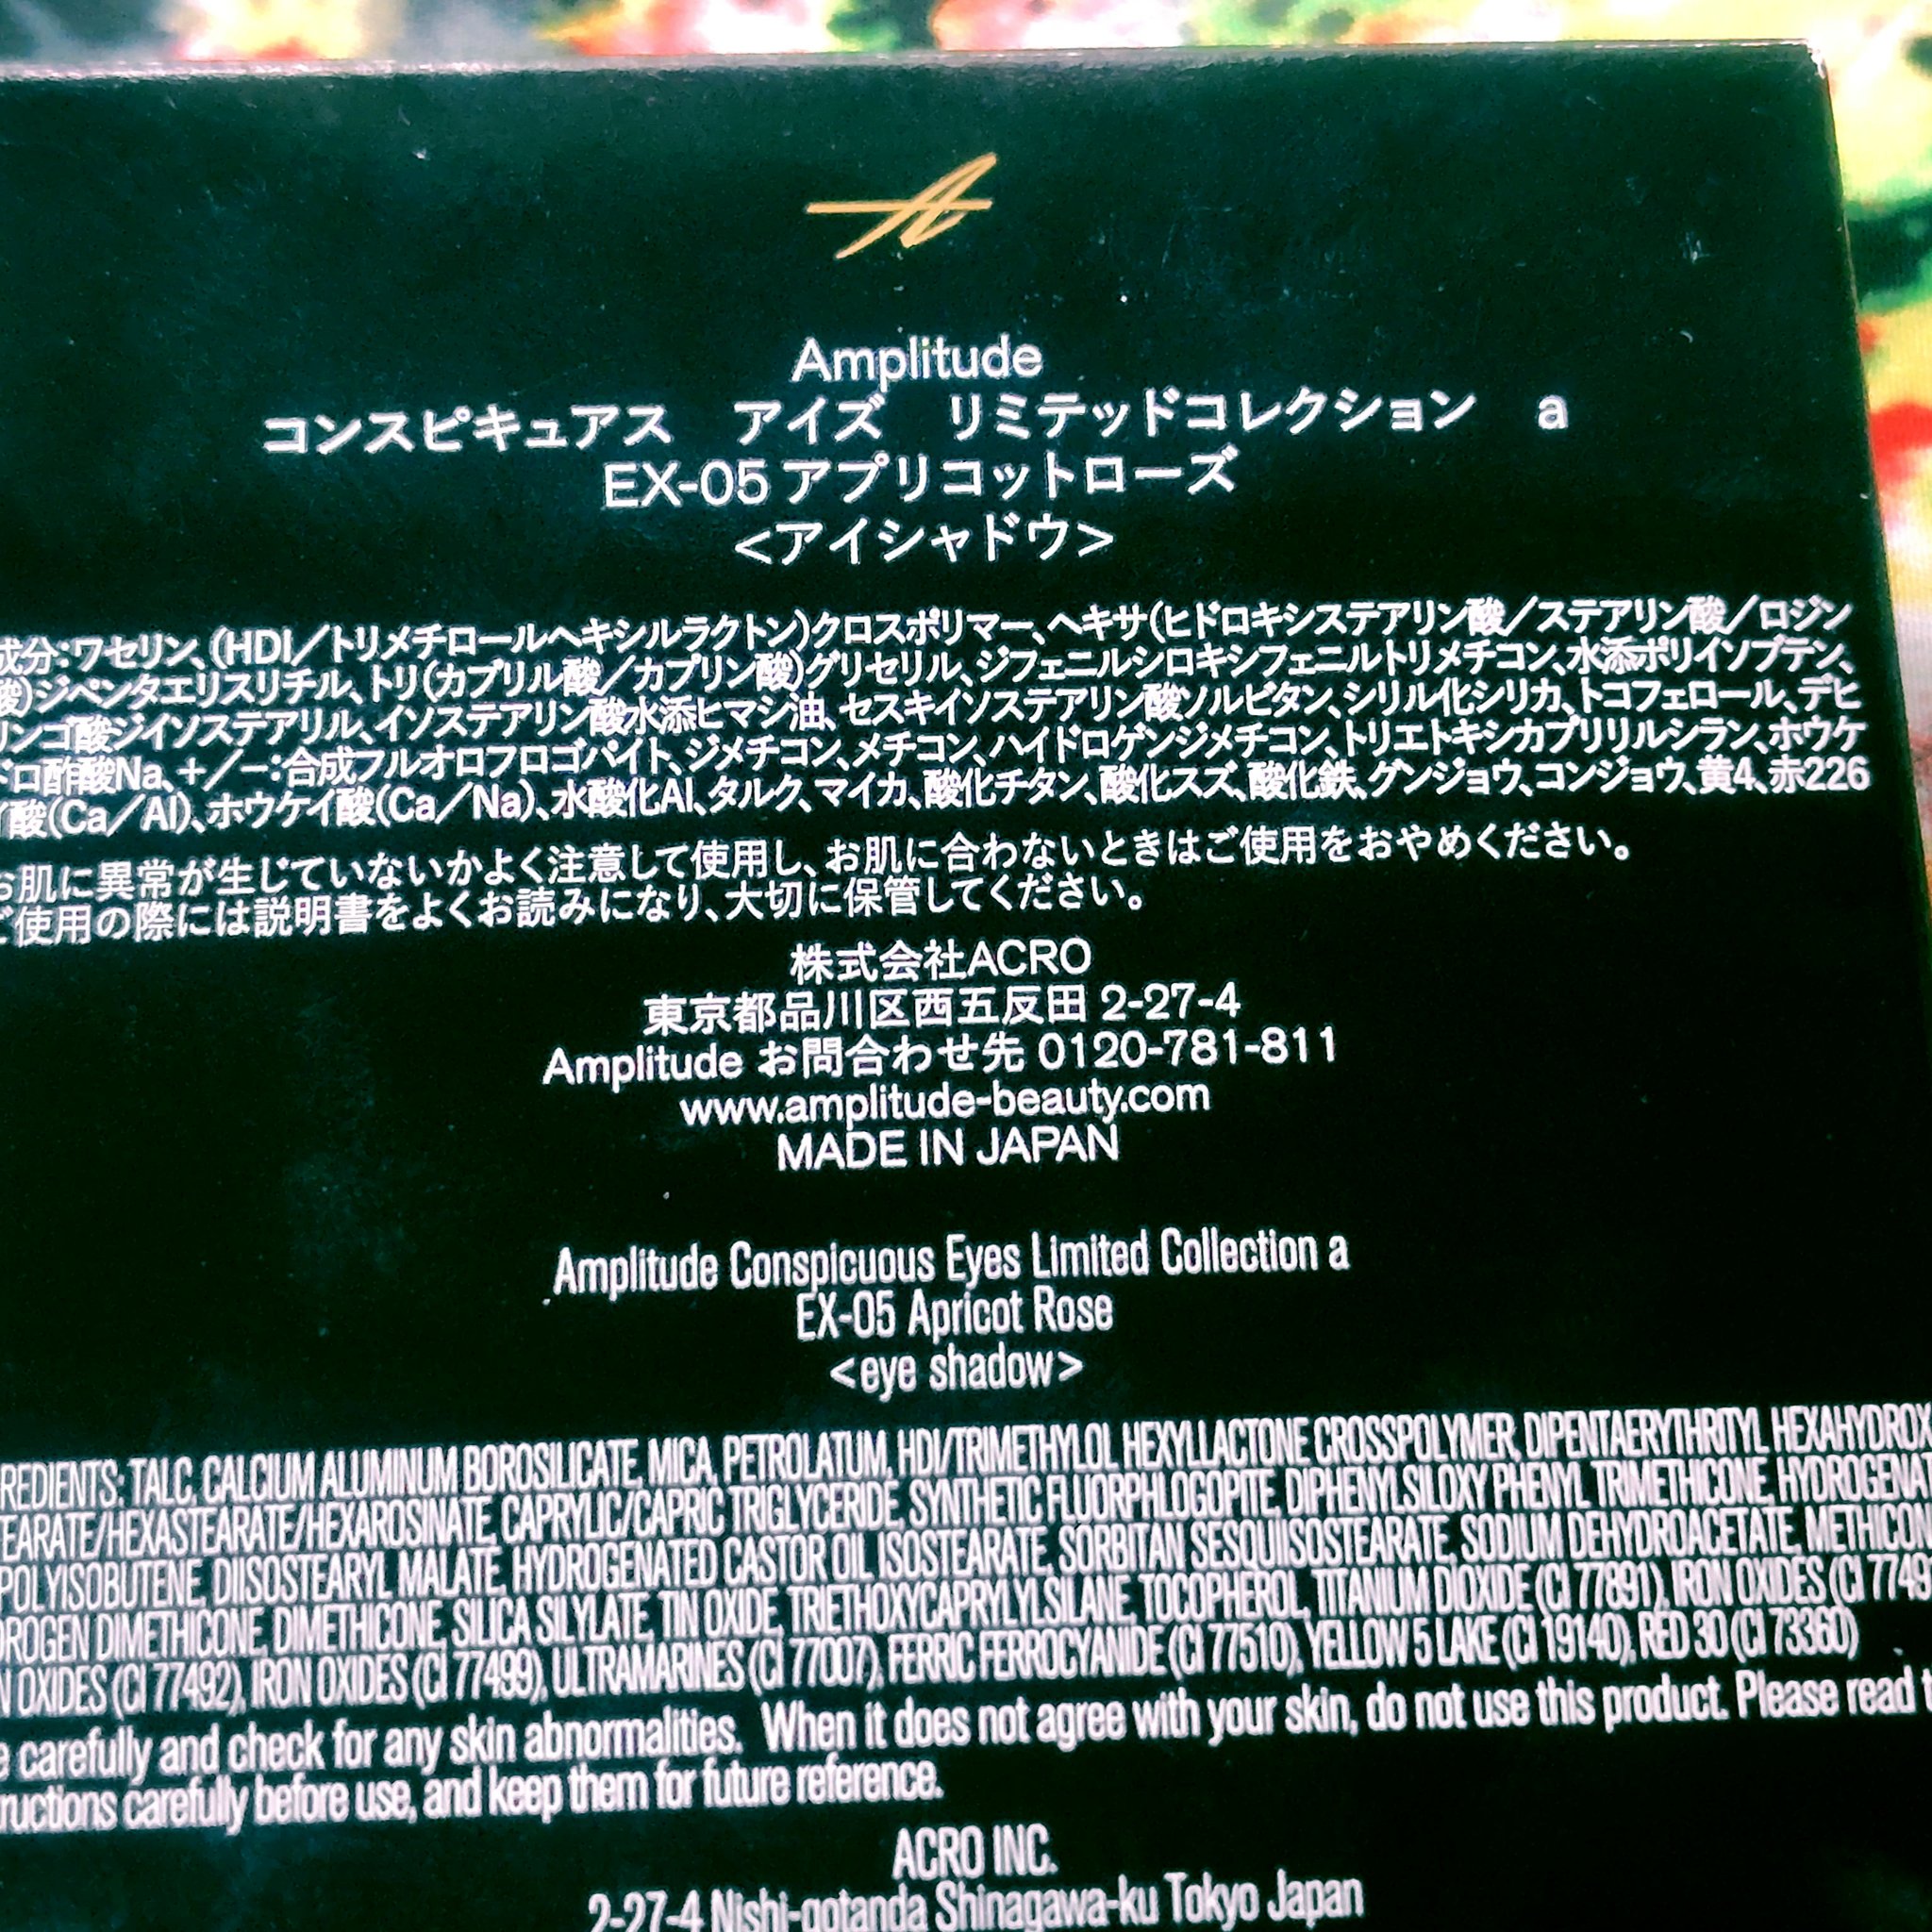 Amplitude
コンスピキュアス アイズ リミテッドコレクション a
EX-05アプリコットローズ
<アイシャドウ>
成分:ワセリン、(HDI/トリメチロールヘキシルラクトン)クロスポリマー、ヘキサ(ヒドロキシステアリン酸/ステアリン酸/ロジン
酸)ジペンタエリスリチル、トリ(カプリル酸/カプリン酸)グリセリル、ジフェニルシロキシフェニルトリメチコン、水添ポリイソブテン、
リンゴ酸ジイソステアリル、イソステアリン酸水添ヒマシ油、セスキイソステアリン酸ソルビタン、シリル化シリカ、トコフェロール、デヒ
ドロ酢酸Na、+/-:合成フルオロフロゴパイト、ジメチコン、メチコン、ハイドロゲンジメチコン、トリエトキシカプリリルシラン、ホウケ
イ酸(Ca/Al)、ホウケイ酸(Ca/Na)、水酸化Al、タルク、マイカ、酸化チタン、酸化スズ、酸化鉄、グンジョウ、コンジョウ、黄4、赤226
お肌に異常が生じていないかよく注意して使用し、お肌に合わないときはご使用をおやめください。
ご使用の際には説明書をよくお読みになり、大切に保管してください。
株式会社ACRO
東京都品川区西五反田 2-27-4
Amplitude お問合わせ先 0120-781-811
www.amplitude-beauty.com
MADE IN JAPAN
Amplitude Conspicuous Eyes Limited Collection a
EX-05 Apricot Rose
<eye shadow>
REDIENTS: TALC, CALCIUM ALUMINUM BOROSILICATE, MICA, PETROLATUM, HDI/TRIMETHYLOL HEXYLLACTONE CROSSPOLYMER, DIPENTAERYTHRITYL HEXAHYDROX
TEARATE/HEXASTEARATE/HEXAROSINATE, CAPRYLIC/CAPRIC TRIGLYCERIDE, SYNTHETIC FLUORPHLOGOPITE, DIPHENYLSILOXY PHENYL TRIMETHICONE, HYDROGENAT
POLYISOBUTENE, DIISOSTEARYL MALATE, HYDROGENATED CASTOR OIL ISOSTEARATE, SORBITAN SESQUIISOSTEARATE, SODIUM DEHYDROACETATE, METHICON
DROGEN DIMETHICONE, DIMETHICONE, SILICA SILYLATE, TIN OXIDE, TRIETHOXYCAPRYLYLSILANE, TOCOPHEROL, TITANIUM DIOXIDE (CI 77891), IRON OXIDES (CI 7749
N OXIDES (CI 77492), IRON OXIDES (CI 77499), ULTRAMARINES (CI 77007), FERRIC FERROCYANIDE (CI 77510), YELLOW 5 LAKE (CI 19140), RED 30 (CI 73360)
e carefully and check for any skin abnormalities. When it does not agree with your skin, do not use this product. Please read
ructions carefully before use, and keep them for future reference.
ACRO INC.
2-27-4 Nishi-gotanda Shinagawa-ku Tokyo Japan